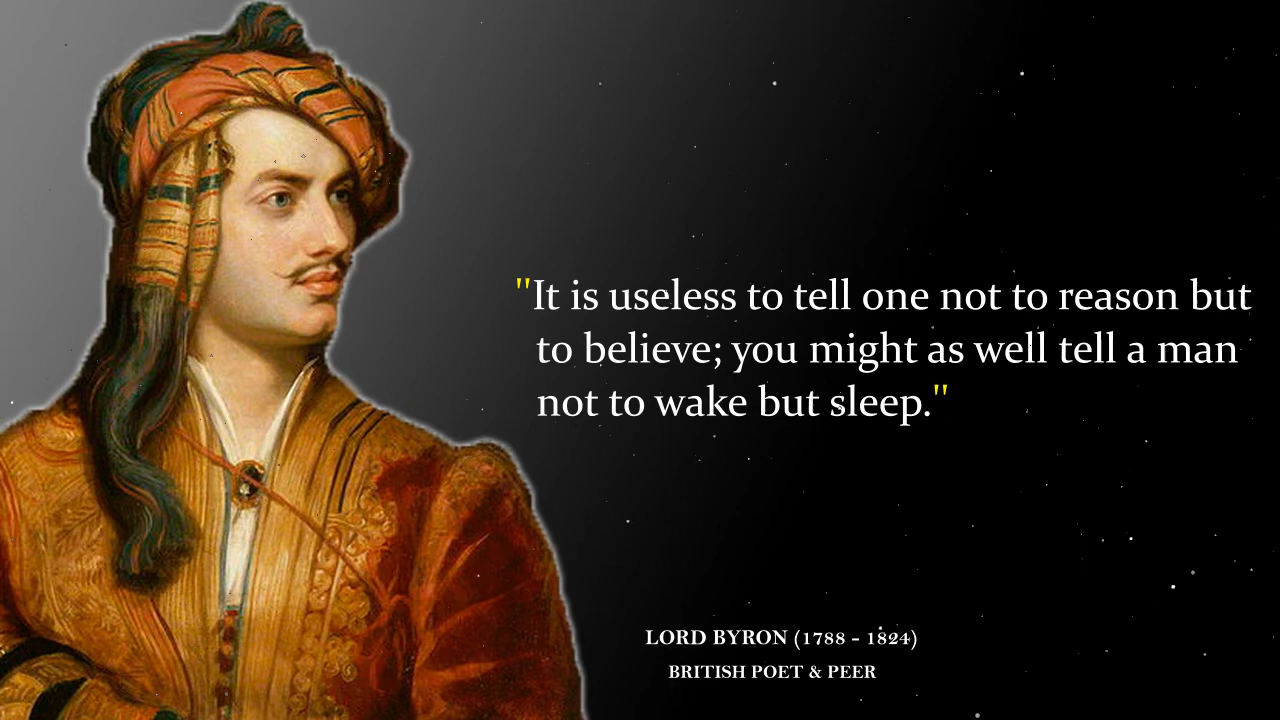 "It is useless to tell one not to reason but
to believe; you might as well tell a man
not to wake but sleep."
LORD BYRON (1788 - 1824)
BRITISH POET & PEER